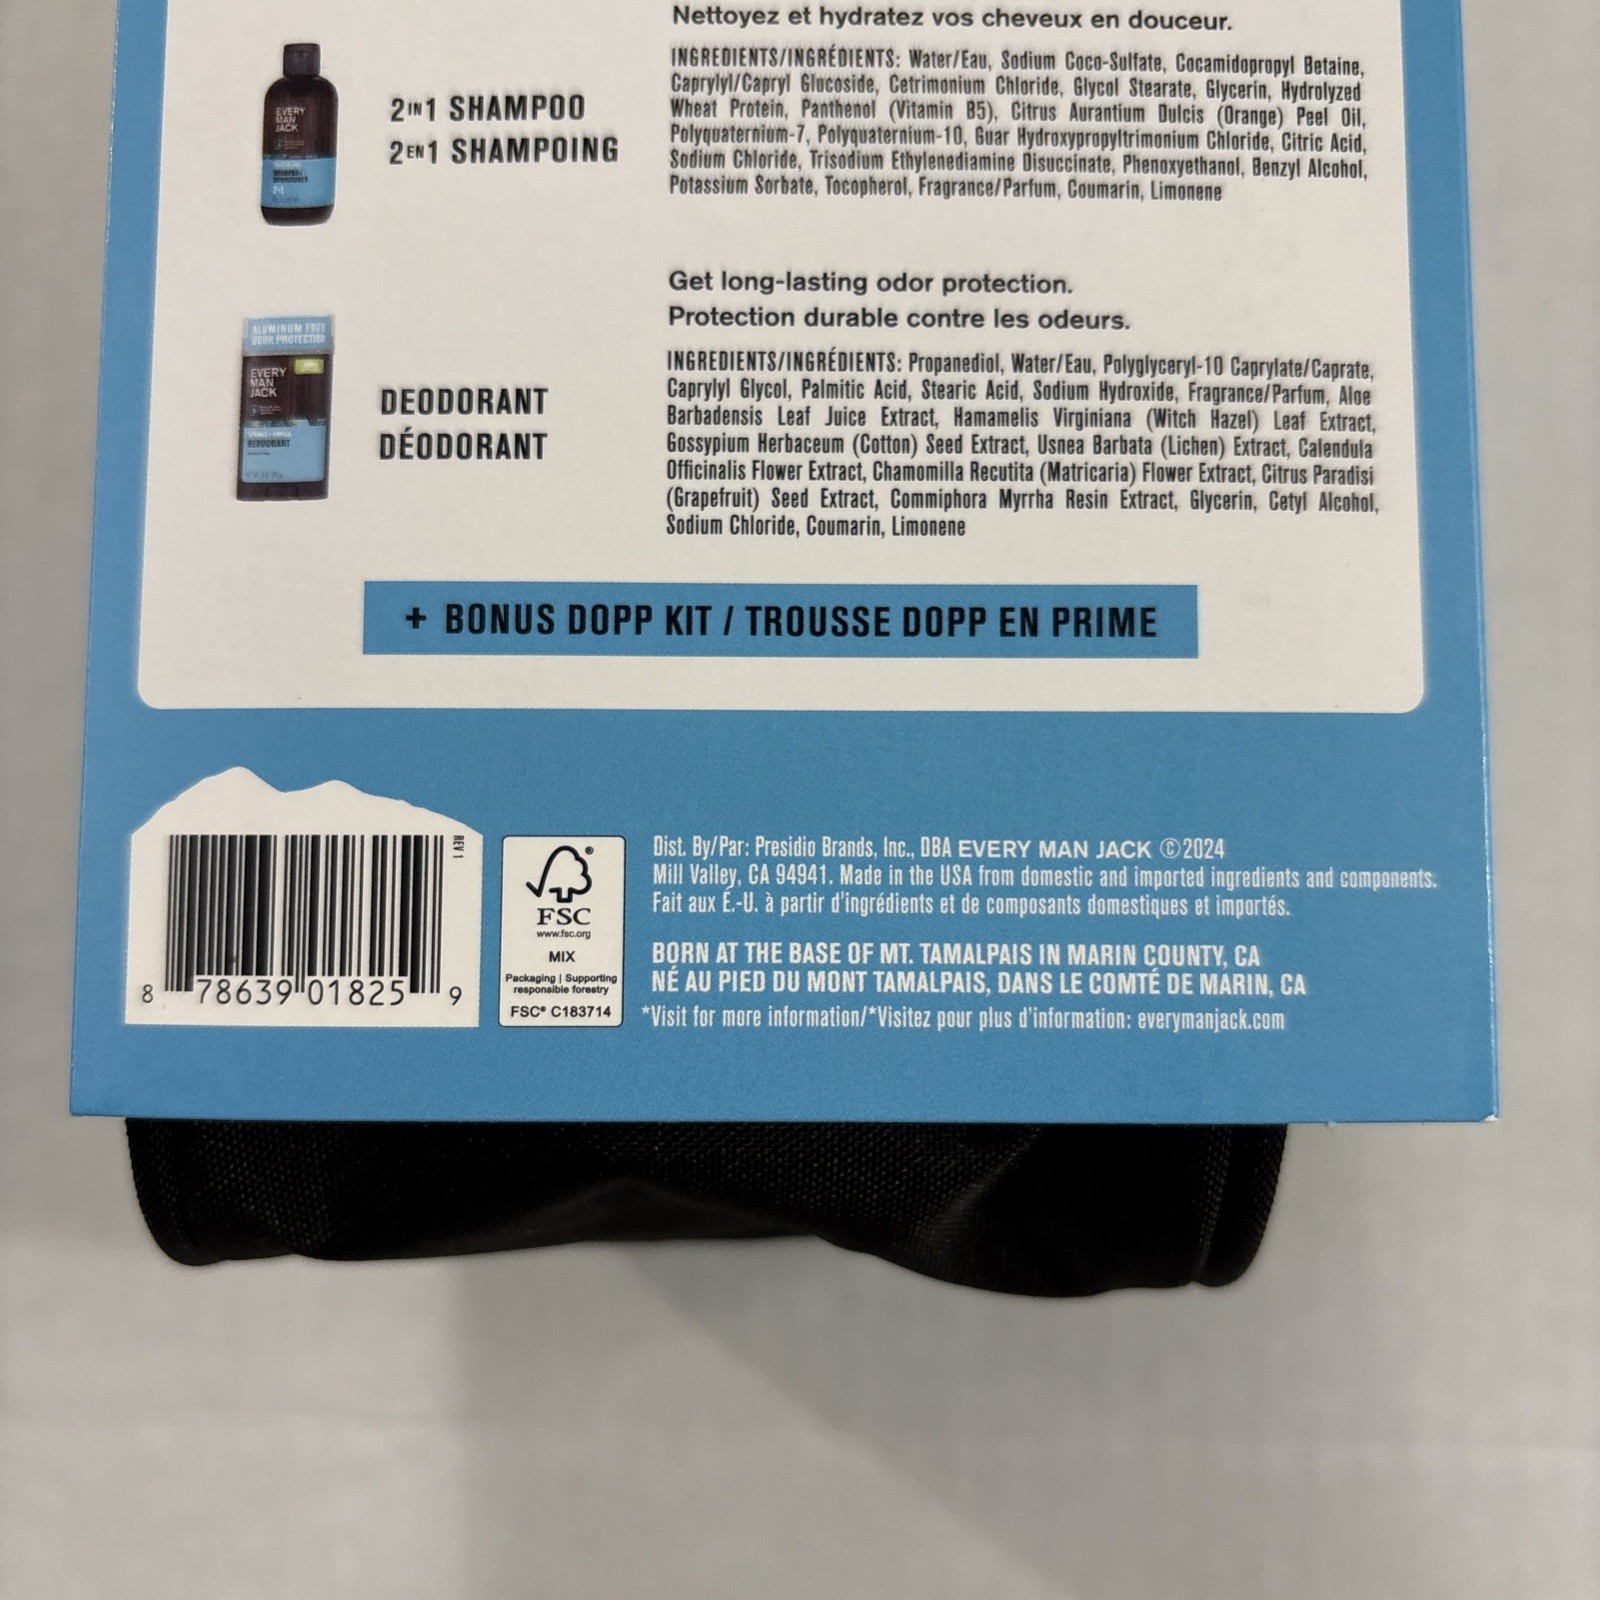 Nettoyez et hydratez vos cheveux en douceur.
EVERY
MAN
JACK
2IN1 SHAMPOO
2EN1 SHAMPOING
INGREDIENTS/INGRÉDIENTS: Water/Eau, Sodium Coco-Sulfate, Cocamidopropyl Betaine,
Caprylyl/Capryl Glucoside, Cetrimonium Chloride, Glycol Stearate, Glycerin, Hydrolyzed
Wheat Protein, Panthenol (Vitamin B5), Citrus Aurantium Dulcis (Orange) Peel Oil,
Polyquaternium-7, Polyquaternium-10, Guar Hydroxypropyltrimonium Chloride, Citric Acid,
Sodium Chloride, Trisodium Ethylenediamine Disuccinate, Phenoxyethanol, Benzyl Alcohol,
Potassium Sorbate, Tocopherol, Fragrance/Parfum, Coumarin, Limonene
Get long-lasting odor protection.
Protection durable contre les odeurs.
ALUMINUM FREE
ODOR PROTECTION
EVERY
MAN
JACK
DEODORANT
DEODORANT
DÉODORANT
INGREDIENTS/INGRÉDIENTS: Propanediol, Water/Eau, Polyglyceryl-10 Caprylate/Caprate,
Caprylyl Glycol, Palmitic Acid, Stearic Acid, Sodium Hydroxide, Fragrance/Parfum, Aloe
Barbadensis Leaf Juice Extract, Hamamelis Virginiana (Witch Hazel) Leaf Extract,
Gossypium Herbaceum (Cotton) Seed Extract, Usnea Barbata (Lichen) Extract, Calendula
Officinalis Flower Extract, Chamomilla Recutita (Matricaria) Flower Extract, Citrus Paradisi
(Grapefruit) Seed Extract, Commiphora Myrrha Resin Extract, Glycerin, Cetyl Alcohol,
Sodium Chloride, Coumarin, Limonene
+ BONUS DOPP KIT / TROUSSE DOPP EN PRIME
REV 1
8 78639 01825 9
®
FSC
www.fsc.org
MIX
Packaging | Supporting
responsible forestry
FSC® C183714
Dist. By/Par: Presidio Brands, Inc., DBA EVERY MAN JACK ©2024
Mill Valley, CA 94941. Made in the USA from domestic and imported ingredients and components.
Fait aux É.-U. à partir d'ingrédients et de composants domestiques et importés.
BORN AT THE BASE OF MT. TAMALPAIS IN MARIN COUNTY, CA
NÉ AU PIED DU MONT TAMALPAIS, DANS LE COMTÉ DE MARIN, CA
*Visit for more information/*Visitez pour plus d'information: everymanjack.com